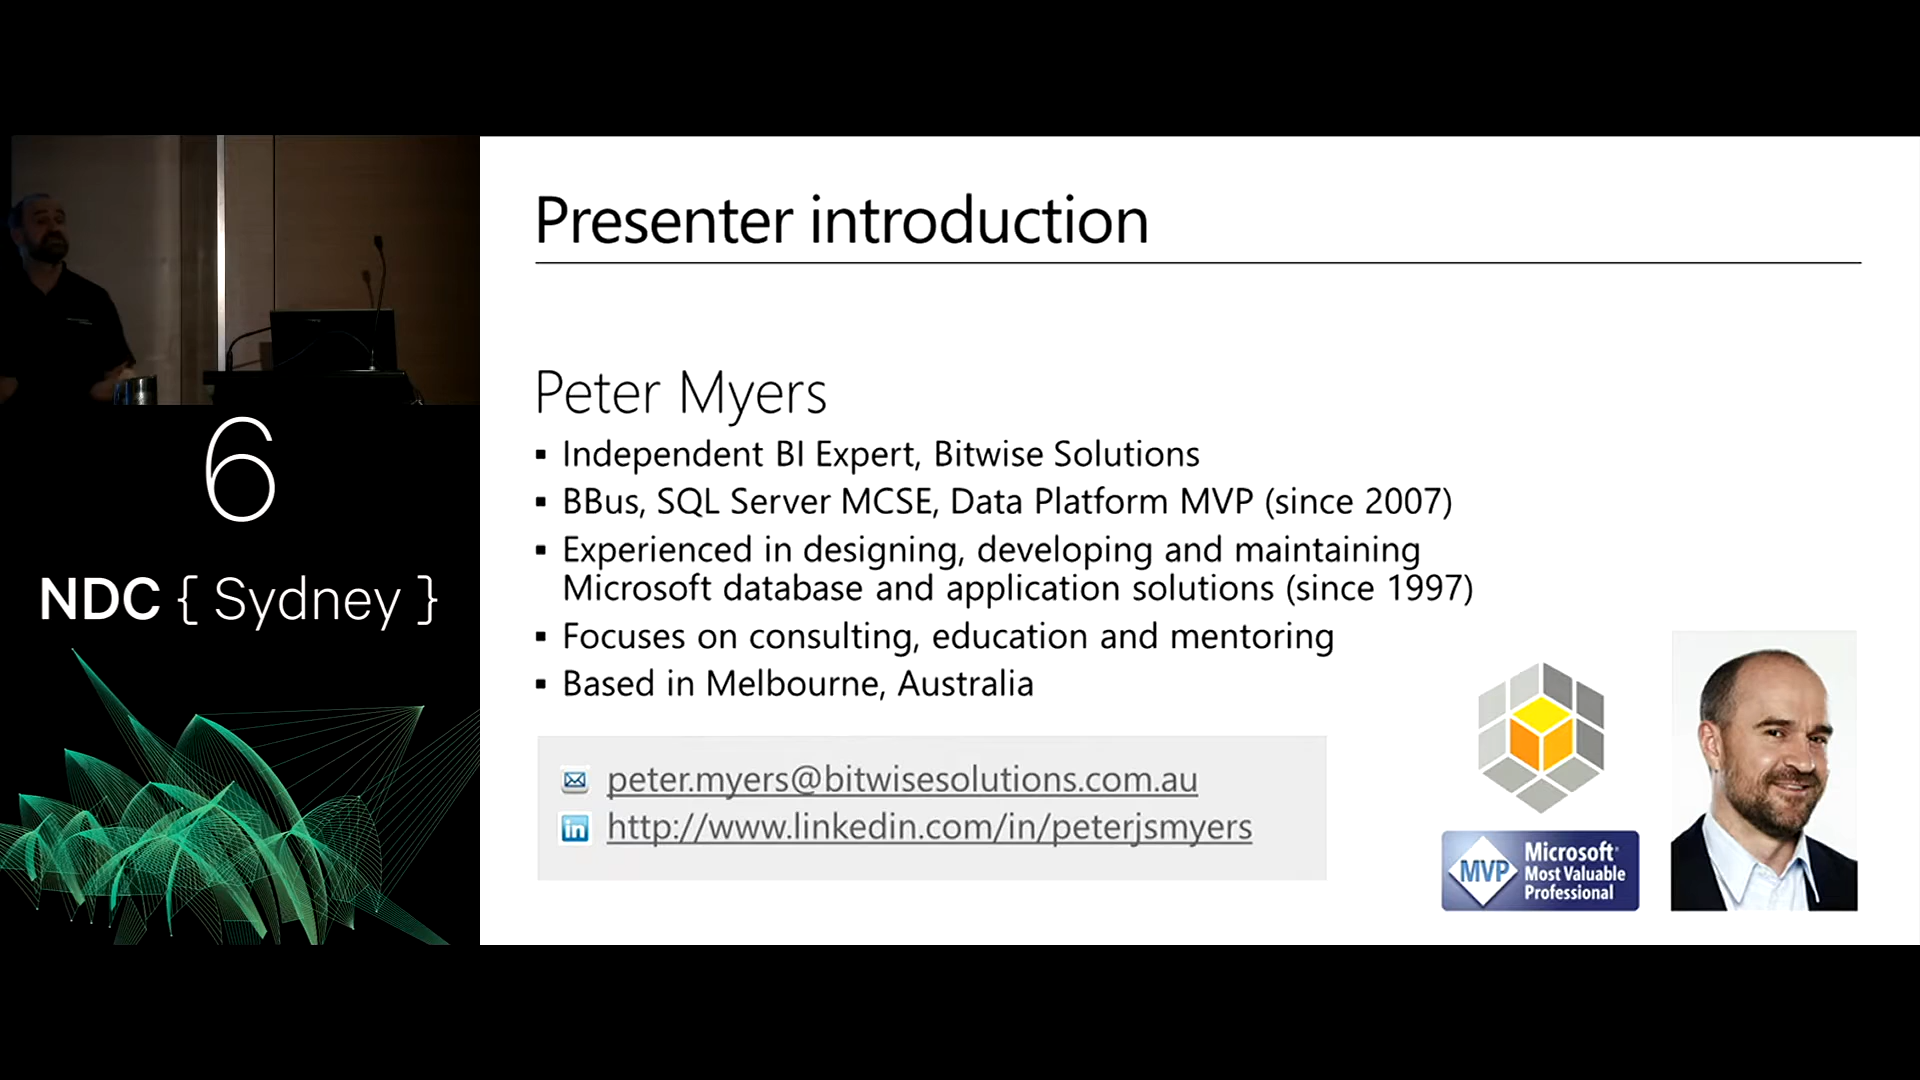 Presenter introduction
Peter Myers
▪ Independent BI Expert, Bitwise Solutions
▪ BBus, SQL Server MCSE, Data Platform MVP (since 2007)
▪ Experienced in designing, developing and maintaining
Microsoft database and application solutions (since 1997)
▪ Focuses on consulting, education and mentoring
▪ Based in Melbourne, Australia
peter.myers@bitwisesolutions.com.au
in http://www.linkedin.com/in/peterjsmyers
MVP
Microsoft®
Most Valuable
Professional
6
NDC { Sydney }